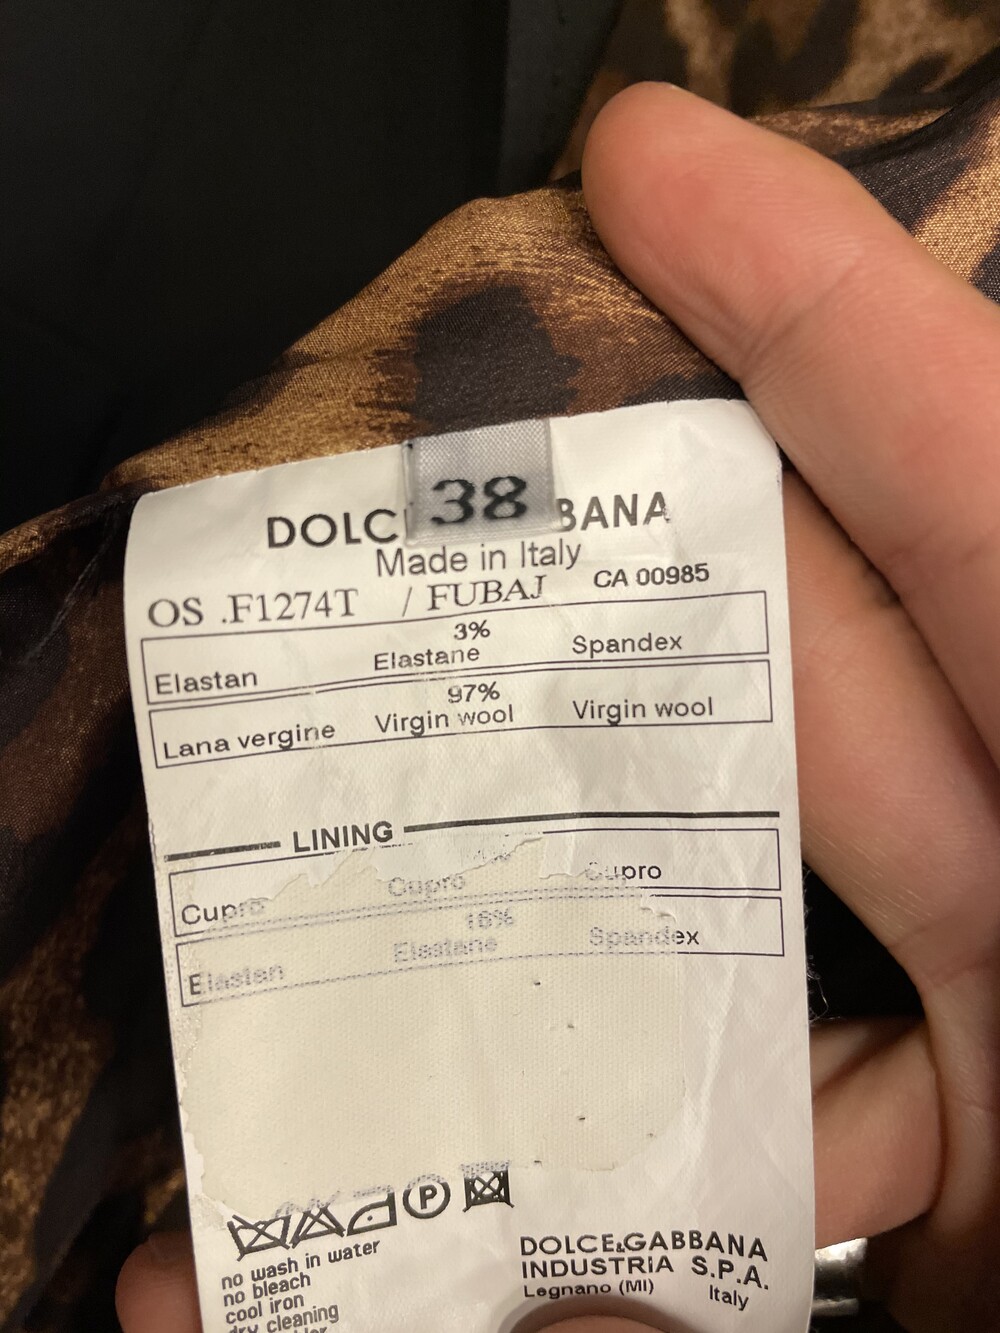 38
DOLC BANA
Made in Italy
OS .F1274T / FUBAJ CA 00985
3%
Elastan Elastane Spandex
97%
Lana vergine Virgin wool Virgin wool
LINING
Cupro Cupro Cupro
16%
Elastan Elastane Spandex
P
no wash in water
no bleach
cool iron
dry cleaning
DOLCE&GABBANA
INDUSTRIA S.P.A.
Legnano (MI) Italy